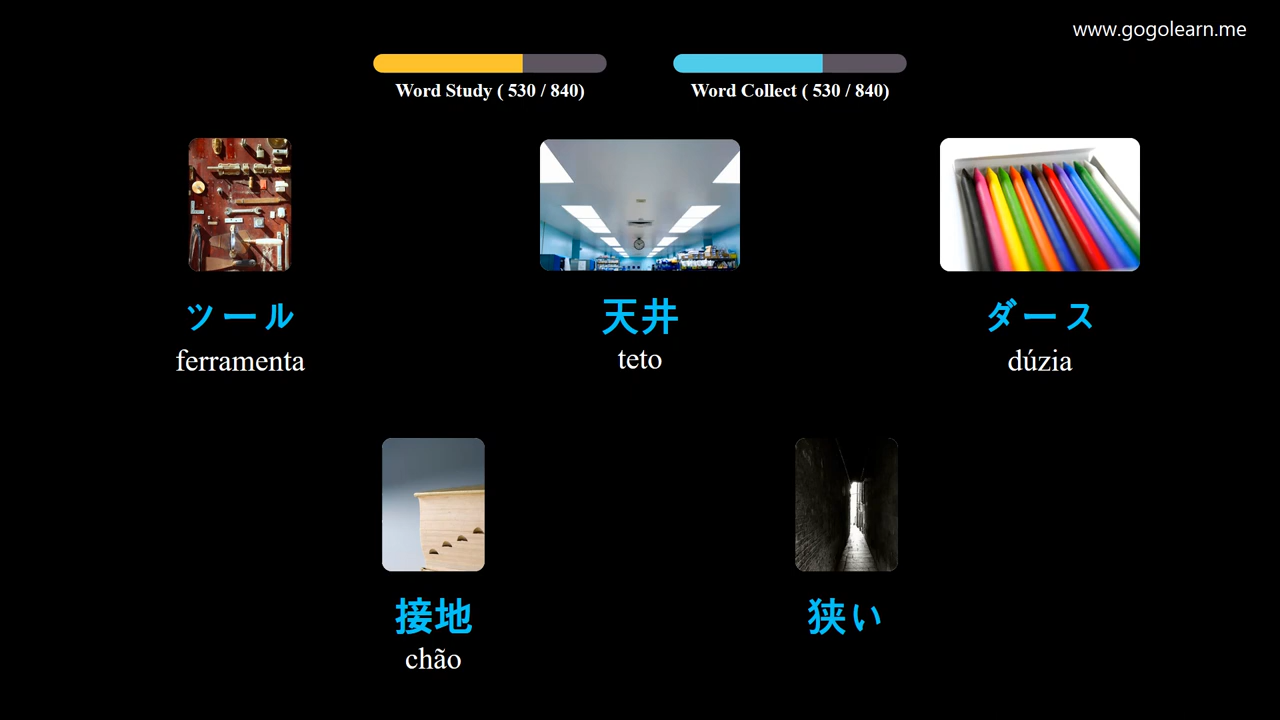 www.gogolearn.me
Word Study ( 530 / 840)
Word Collect ( 530 / 840)
ツール
ferramenta
天井
teto
ダース
dúzia
接地
chão
狭い